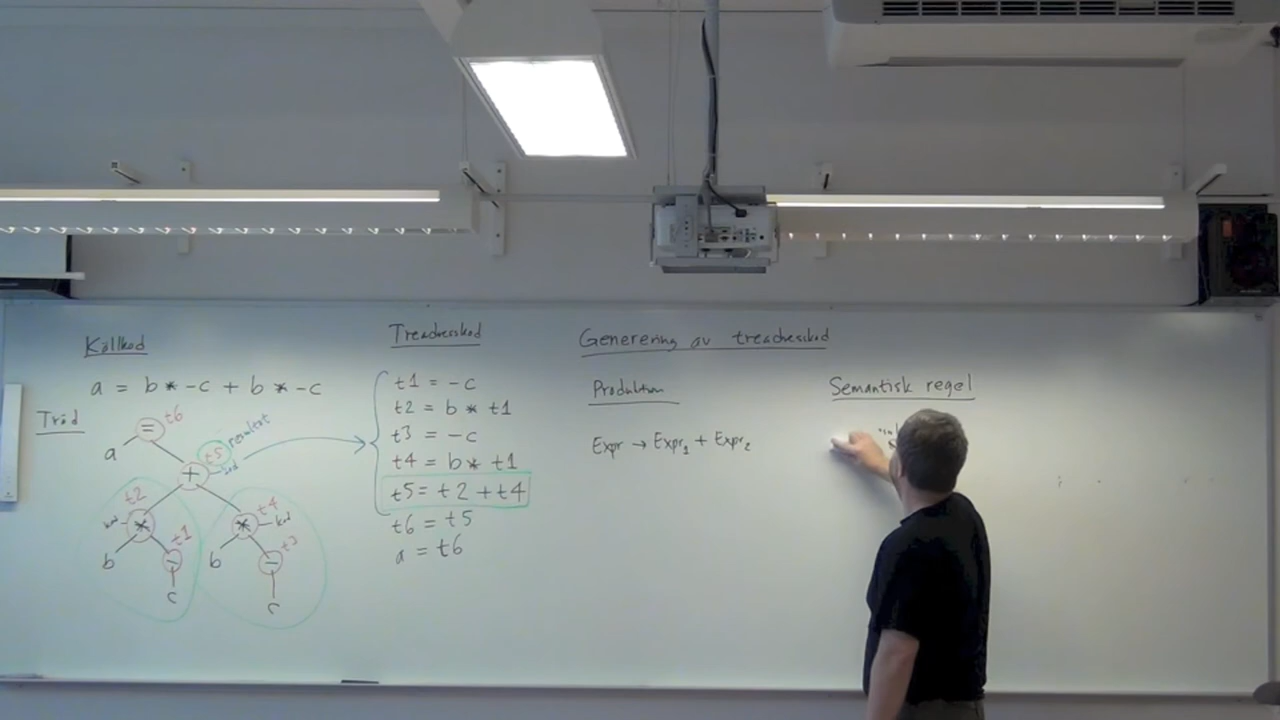 Källkod
a = b * -c + b * -c
Träd
= t6
a
+ t5 resultat
t2
kod * 
t4
* kod
b
- t1
b
- t3
c
c
Treadresskod
t1 = -c
t2 = b * t1
t3 = -c
t4 = b * t1
t5 = t2 + t4
t6 = t5
a = t6
Generering av treadresskod
Produktion
Expr → Expr₁ + Expr₂
Semantisk regel